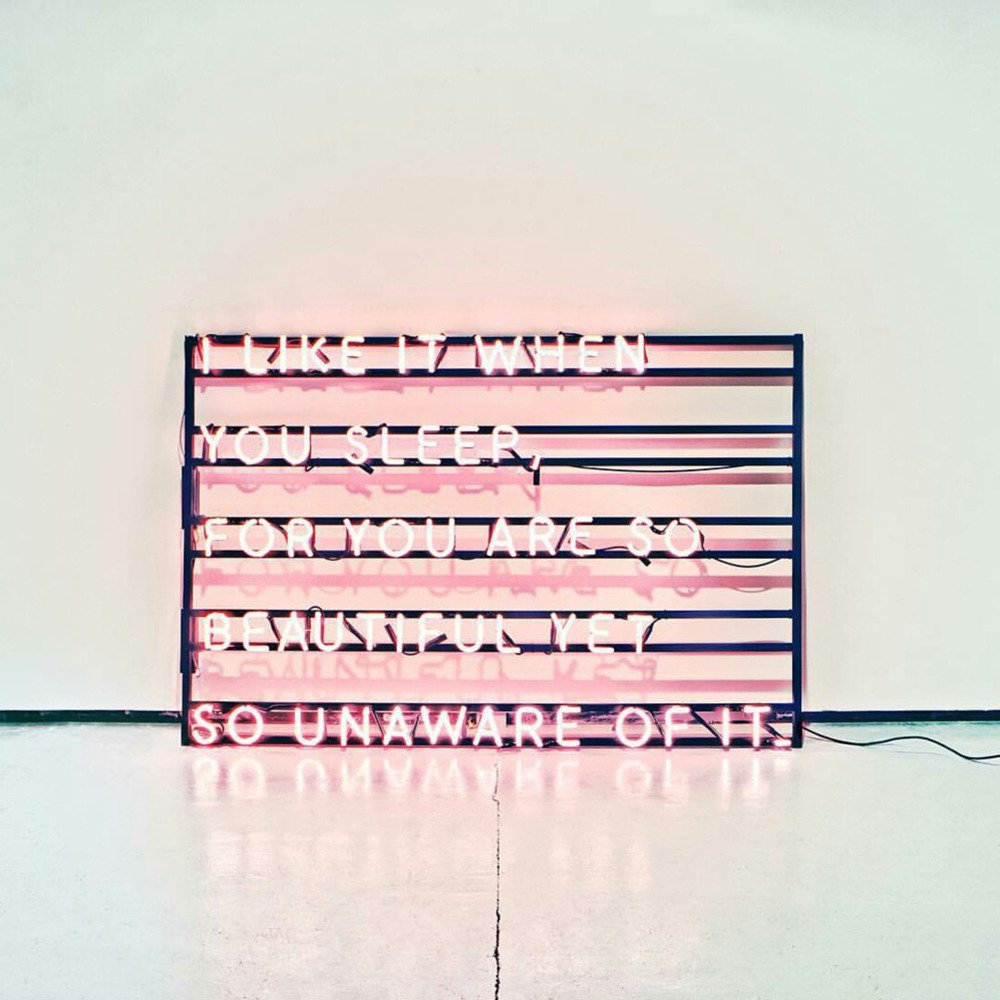 I LIKE IT WHEN
YOU SLEEP,
FOR YOU ARE SO
BEAUTIFUL YET
SO UNAWARE OF IT.